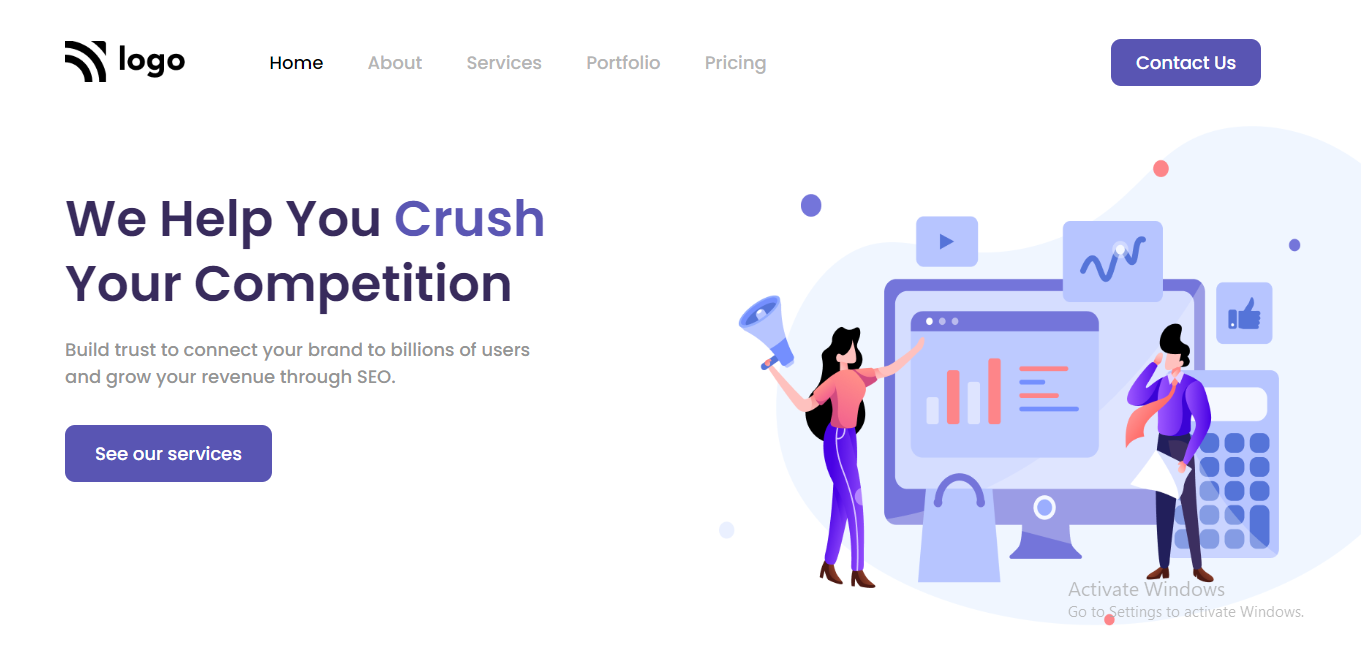 logo
Home
About
Services
Portfolio
Pricing
Contact Us
We Help You Crush
Your Competition
Build trust to connect your brand to billions of users
and grow your revenue through SEO.
See our services
Activate Windows
Go to Settings to activate Windows.